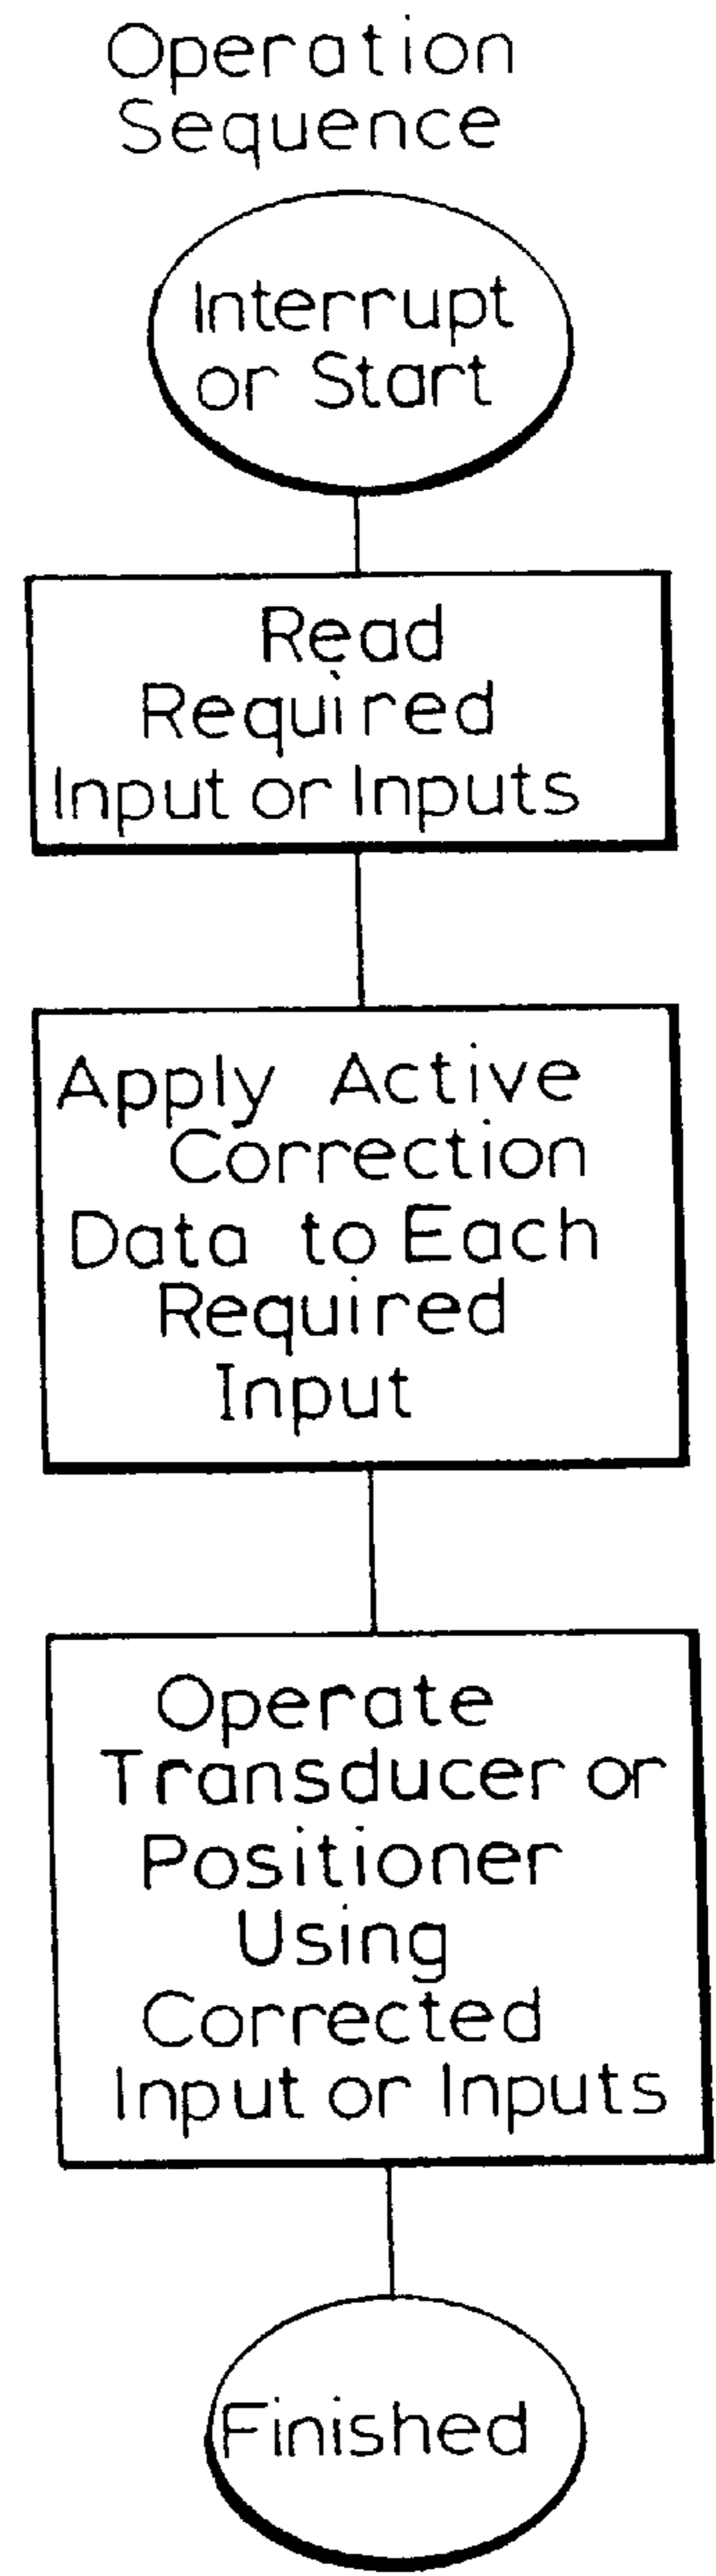 Operation
Sequence
Interrupt
or Start
Read
Required
Input or Inputs
Apply Active
Correction
Data to Each
Required
Input
Operate
Transducer or
Positioner
Using
Corrected
Input or Inputs
Finished